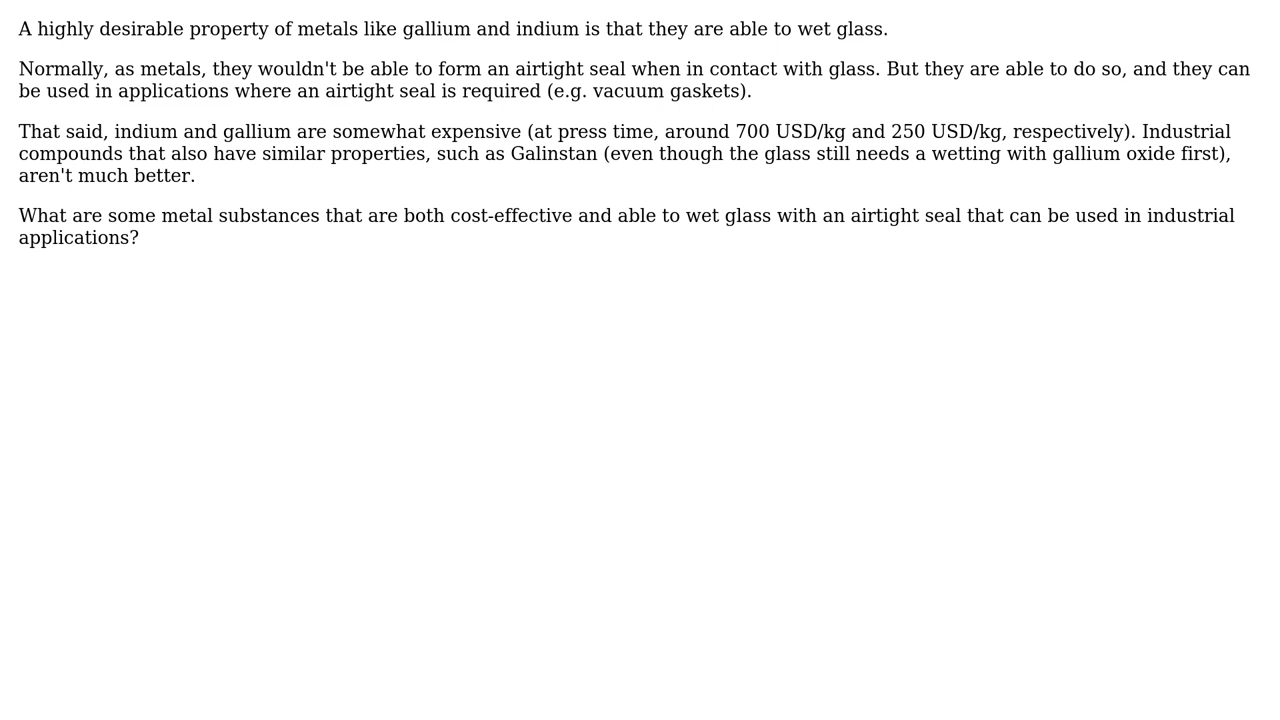 A highly desirable property of metals like gallium and indium is that they are able to wet glass.
Normally, as metals, they wouldn't be able to form an airtight seal when in contact with glass. But they are able to do so, and they can
be used in applications where an airtight seal is required (e.g. vacuum gaskets).
That said, indium and gallium are somewhat expensive (at press time, around 700 USD/kg and 250 USD/kg, respectively). Industrial
compounds that also have similar properties, such as Galinstan (even though the glass still needs a wetting with gallium oxide first),
aren't much better.
What are some metal substances that are both cost-effective and able to wet glass with an airtight seal that can be used in industrial
applications?